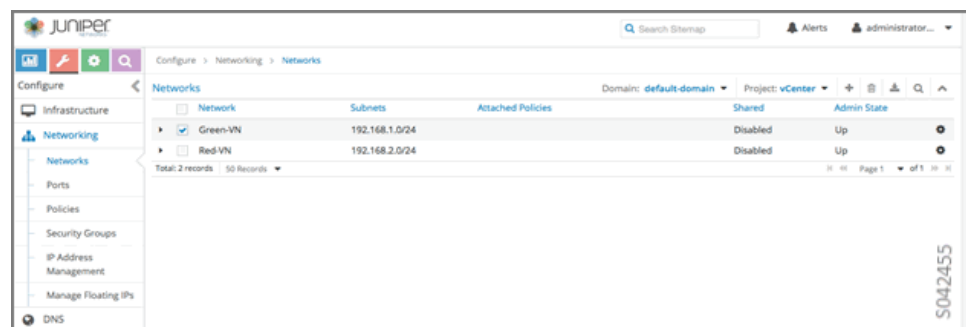 JUNIPER
NETWORKS
Search Sitemap
Alerts
administrator...
Configure > Networking > Networks
Configure
Networks
Domain: default-domain
Project: vCenter
Infrastructure
Network Subnets Attached Policies Shared Admin State
Networking
Green-VN 192.168.1.0/24 Disabled Up
Networks
Red-VN 192.168.2.0/24 Disabled Up
Total: 2 records 50 Records
Page 1 of 1
Ports
Policies
Security Groups
IP Address
Management
Manage Floating IPs
DNS
S042455